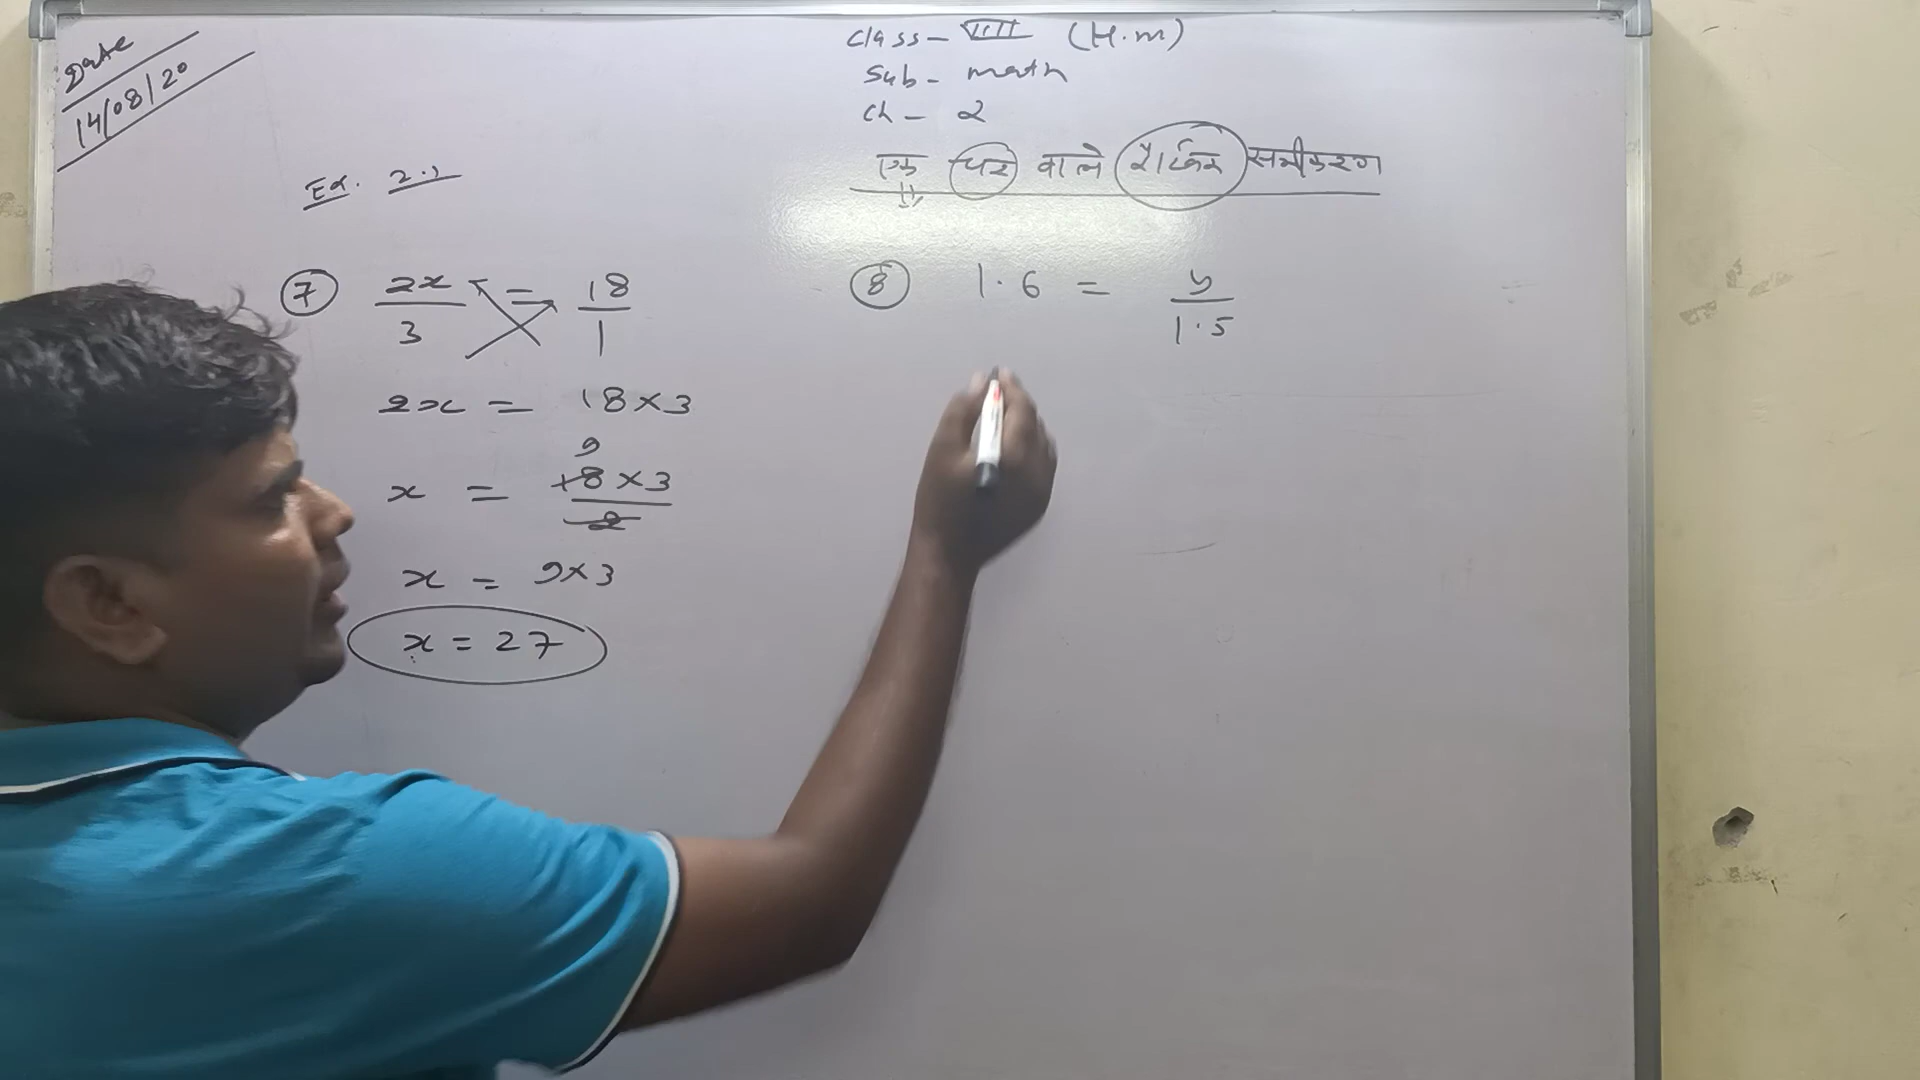 Date
14/08/20
Class - VIII (H.m)
Sub - math
Ch - 2
एक चर वाले रैखिक समीकरण
Ex. 2.1
7 2x/3 = 18/1
2x = 18×3
9
x = 18×3/2
x = 9×3
x = 27
8 1.6 = y/1.5